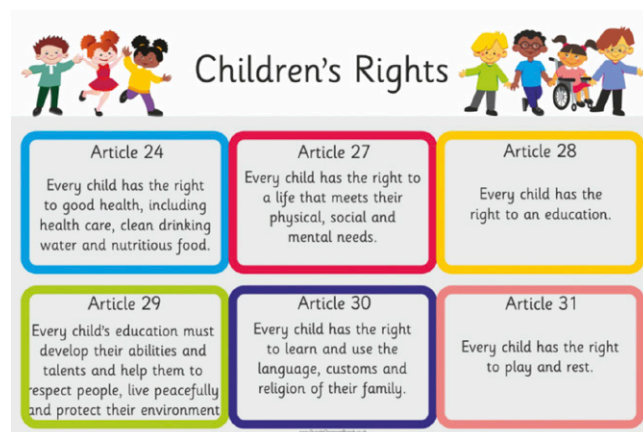 Children's Rights
Article 24
Every child has the right
to good health, including
health care, clean drinking
water and nutritious food.
Article 27
Every child has the right to
a life that meets their
physical, social and
mental needs.
Article 28
Every child has the
right to an education.
Article 29
Every child's education must
develop their abilities and
talents and help them to
respect people, live peacefully
and protect their environment
Article 30
Every child has the right
to learn and use the
language, customs and
religion of their family.
Article 31
Every child has the right
to play and rest.